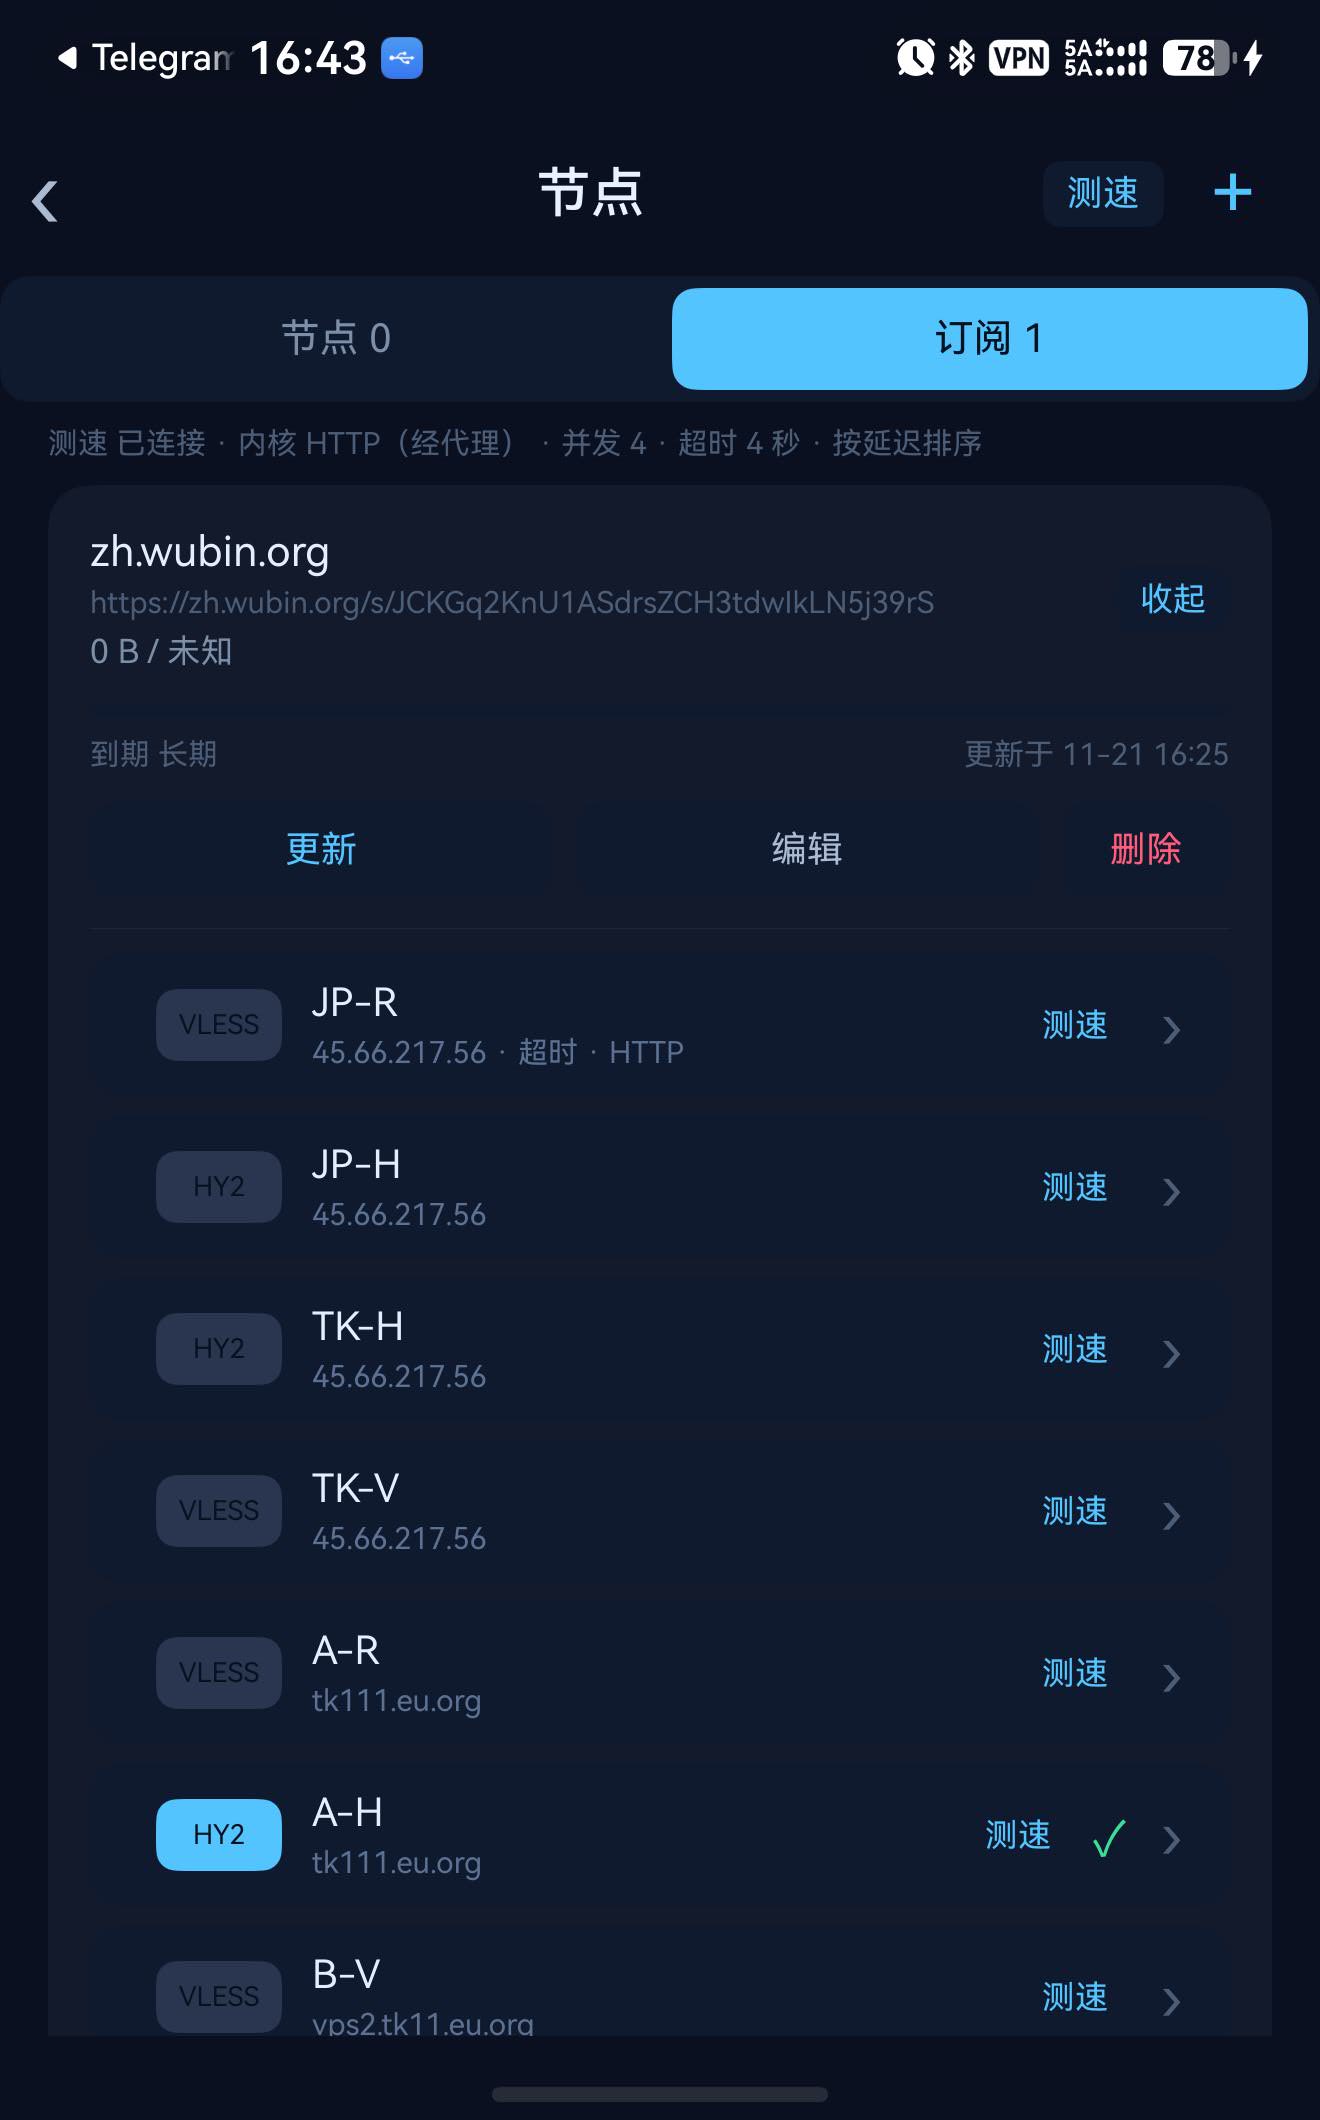 Telegram 16:43 VPN 5A 5A 78
节点 测速 +
节点 0 订阅 1
测速 已连接 · 内核 HTTP（经代理） · 并发 4 · 超时 4 秒 · 按延迟排序
zh.wubin.org
https://zh.wubin.org/s/JCKGq2KnU1ASdrsZCH3tdwIkLN5j39rS
收起
0 B / 未知
到期 长期 更新于 11-21 16:25
更新 编辑 删除
VLESS JP-R 测速
45.66.217.56 · 超时 · HTTP
HY2 JP-H 测速
45.66.217.56
HY2 TK-H 测速
45.66.217.56
VLESS TK-V 测速
45.66.217.56
VLESS A-R 测速
tk111.eu.org
HY2 A-H 测速 ✓
tk111.eu.org
VLESS B-V 测速
vps2.tk11.eu.org